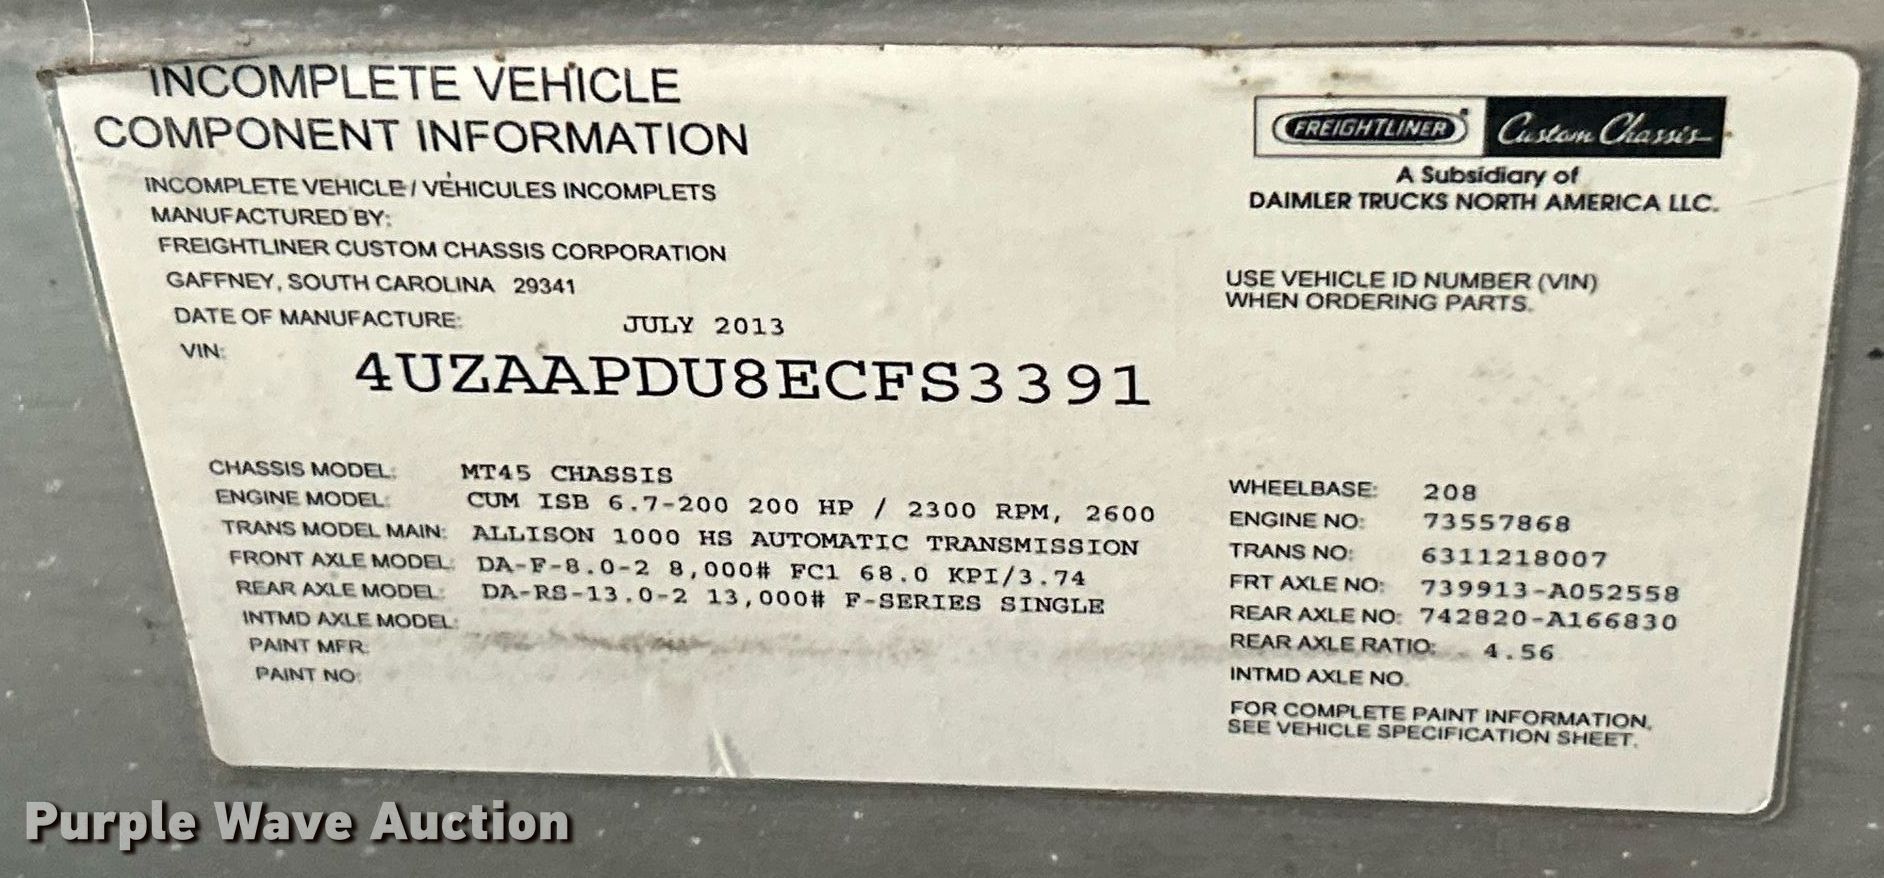 INCOMPLETE VEHICLE
COMPONENT INFORMATION
INCOMPLETE VEHICLE / VÉHICULES INCOMPLETS
MANUFACTURED BY:
FREIGHTLINER CUSTOM CHASSIS CORPORATION
GAFFNEY, SOUTH CAROLINA 29341
DATE OF MANUFACTURE: JULY 2013
VIN:
4UZAAPDU8ECFS3391
CHASSIS MODEL: MT45 CHASSIS
ENGINE MODEL: CUM ISB 6.7-200 200 HP / 2300 RPM, 2600
TRANS MODEL MAIN: ALLISON 1000 HS AUTOMATIC TRANSMISSION
FRONT AXLE MODEL: DA-F-8.0-2 8,000# FC1 68.0 KPI/3.74
REAR AXLE MODEL: DA-RS-13.0-2 13,000# F-SERIES SINGLE
INTMD AXLE MODEL:
PAINT MFR:
PAINT NO:
FREIGHTLINER Custom Chassis
A Subsidiary of
DAIMLER TRUCKS NORTH AMERICA LLC.
USE VEHICLE ID NUMBER (VIN)
WHEN ORDERING PARTS.
WHEELBASE: 208
ENGINE NO: 73557868
TRANS NO: 6311218007
FRT AXLE NO: 739913-A052558
REAR AXLE NO: 742820-A166830
REAR AXLE RATIO: 4.56
INTMD AXLE NO.
FOR COMPLETE PAINT INFORMATION,
SEE VEHICLE SPECIFICATION SHEET.
Purple Wave Auction